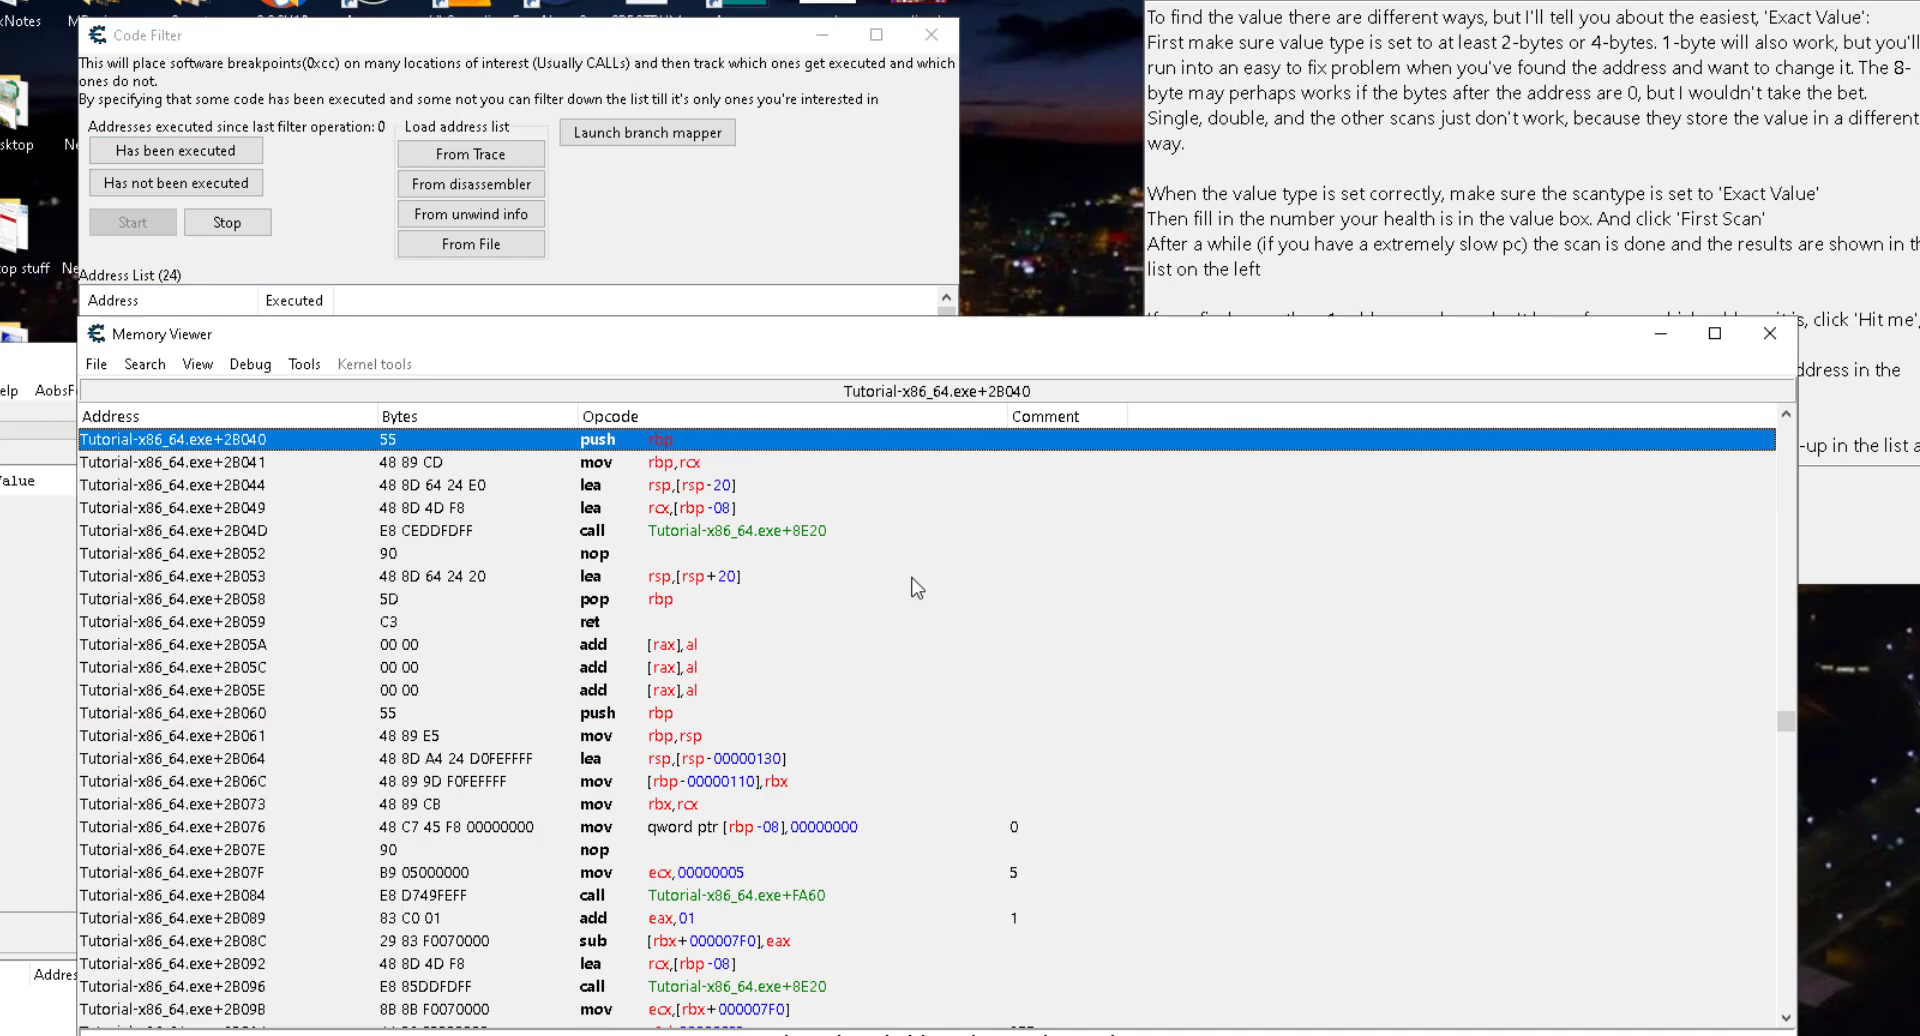 kNotes
Code Filter
This will place software breakpoints(0xcc) on many locations of interest (Usually CALLs) and then track which ones get executed and which
ones do not.
By specifying that some code has been executed and some not you can filter down the list till it's only ones you're interested in
Addresses executed since last filter operation: 0
Load address list
Launch branch mapper
Has been executed
From Trace
Has not been executed
From disassembler
Start
Stop
From unwind info
From File
Address List (24)
Address Executed
sktop
op stuff
To find the value there are different ways, but I'll tell you about the easiest, 'Exact Value':
First make sure value type is set to at least 2-bytes or 4-bytes. 1-byte will also work, but you'll
run into an easy to fix problem when you've found the address and want to change it. The 8-
byte may perhaps works if the bytes after the address are 0, but I wouldn't take the bet.
Single, double, and the other scans just don't work, because they store the value in a different
way.
When the value type is set correctly, make sure the scantype is set to 'Exact Value'
Then fill in the number your health is in the value box. And click 'First Scan'
After a while (if you have a extremely slow pc) the scan is done and the results are shown in th
list on the left
s, click 'Hit me',
ddress in the
-up in the list a
elp AobsF
alue
Addres
Memory Viewer
File Search View Debug Tools Kernel tools
Tutorial-x86_64.exe+2B040
Address Bytes Opcode Comment
Tutorial-x86_64.exe+2B040 55 push rbp
Tutorial-x86_64.exe+2B041 48 89 CD mov rbp,rcx
Tutorial-x86_64.exe+2B044 48 8D 64 24 E0 lea rsp,[rsp-20]
Tutorial-x86_64.exe+2B049 48 8D 4D F8 lea rcx,[rbp-08]
Tutorial-x86_64.exe+2B04D E8 CEDDFDFF call Tutorial-x86_64.exe+8E20
Tutorial-x86_64.exe+2B052 90 nop
Tutorial-x86_64.exe+2B053 48 8D 64 24 20 lea rsp,[rsp+20]
Tutorial-x86_64.exe+2B058 5D pop rbp
Tutorial-x86_64.exe+2B059 C3 ret
Tutorial-x86_64.exe+2B05A 00 00 add [rax],al
Tutorial-x86_64.exe+2B05C 00 00 add [rax],al
Tutorial-x86_64.exe+2B05E 00 00 add [rax],al
Tutorial-x86_64.exe+2B060 55 push rbp
Tutorial-x86_64.exe+2B061 48 89 E5 mov rbp,rsp
Tutorial-x86_64.exe+2B064 48 8D A4 24 D0FEFFFF lea rsp,[rsp-00000130]
Tutorial-x86_64.exe+2B06C 48 89 9D F0FEFFFF mov [rbp-00000110],rbx
Tutorial-x86_64.exe+2B073 48 89 CB mov rbx,rcx
Tutorial-x86_64.exe+2B076 48 C7 45 F8 00000000 mov qword ptr [rbp-08],00000000 0
Tutorial-x86_64.exe+2B07E 90 nop
Tutorial-x86_64.exe+2B07F B9 05000000 mov ecx,00000005 5
Tutorial-x86_64.exe+2B084 E8 D749FEFF call Tutorial-x86_64.exe+FA60
Tutorial-x86_64.exe+2B089 83 C0 01 add eax,01 1
Tutorial-x86_64.exe+2B08C 29 83 F0070000 sub [rbx+000007F0],eax
Tutorial-x86_64.exe+2B092 48 8D 4D F8 lea rcx,[rbp-08]
Tutorial-x86_64.exe+2B096 E8 85DDFDFF call Tutorial-x86_64.exe+8E20
Tutorial-x86_64.exe+2B09B 8B 8B F0070000 mov ecx,[rbx+000007F0]